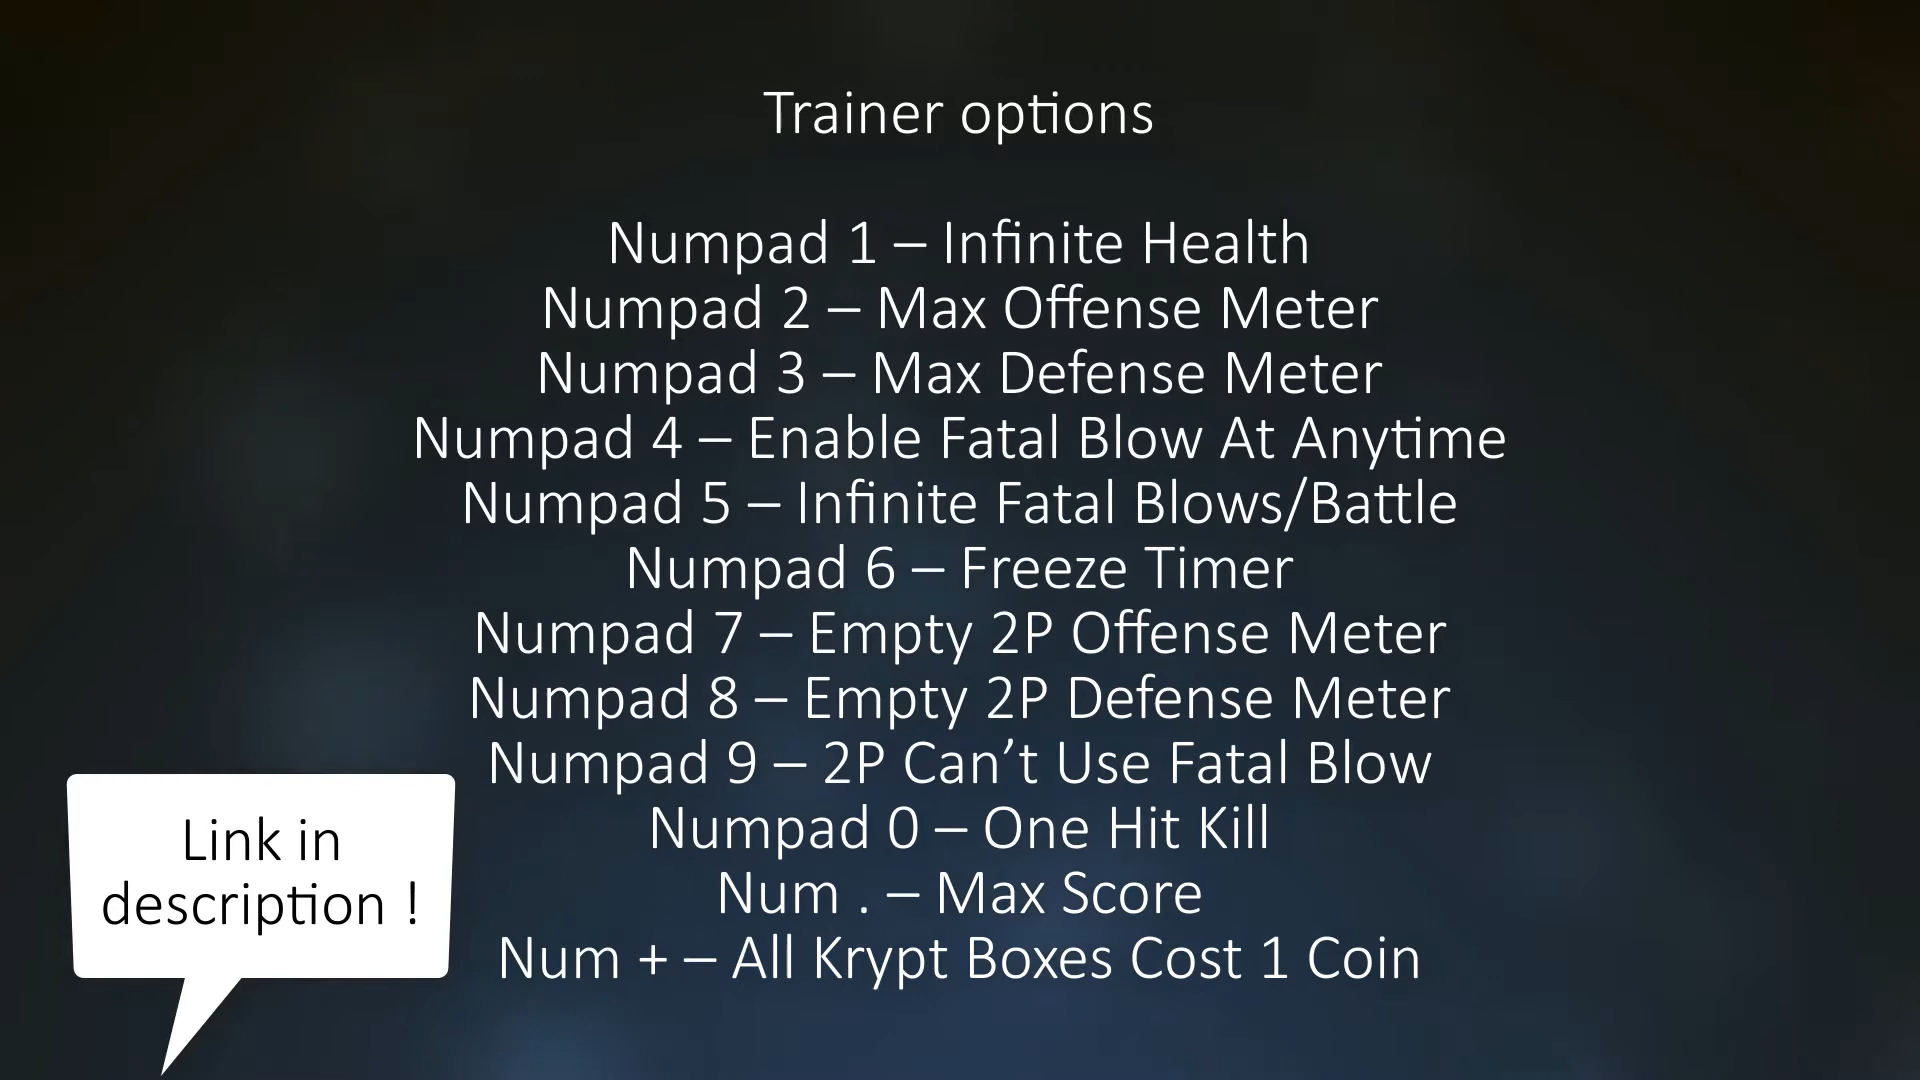 Trainer options
Numpad 1 – Infinite Health
Numpad 2 – Max Offense Meter
Numpad 3 – Max Defense Meter
Numpad 4 – Enable Fatal Blow At Anytime
Numpad 5 – Infinite Fatal Blows/Battle
Numpad 6 – Freeze Timer
Numpad 7 – Empty 2P Offense Meter
Numpad 8 – Empty 2P Defense Meter
Numpad 9 – 2P Can’t Use Fatal Blow
Numpad 0 – One Hit Kill
Num . – Max Score
Num + – All Krypt Boxes Cost 1 Coin
Link in
description !